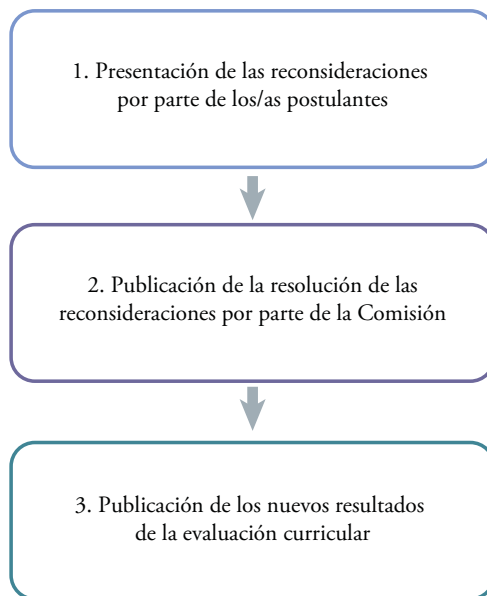 1. Presentación de las reconsideraciones
por parte de los/as postulantes
2. Publicación de la resolución de las
reconsideraciones por parte de la Comisión
3. Publicación de los nuevos resultados
de la evaluación curricular